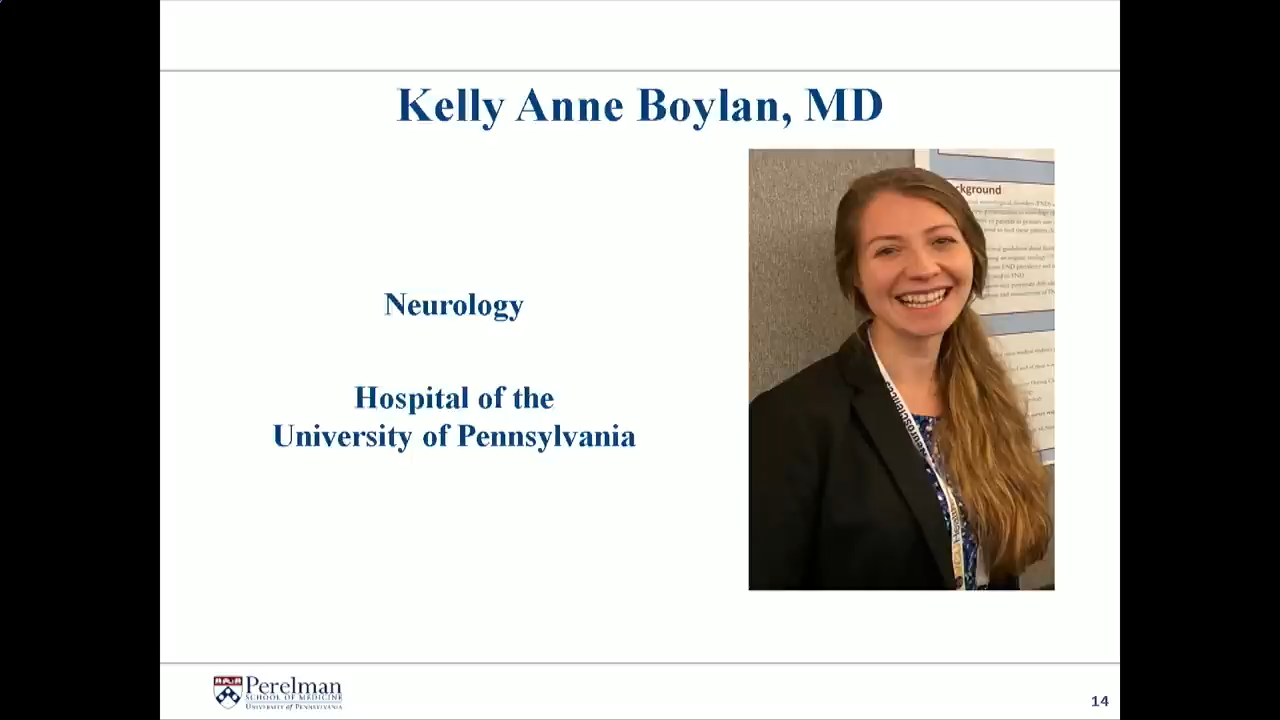 Kelly Anne Boylan, MD
ckground
Neurology
Hospital of the
University of Pennsylvania
Perelman
SCHOOL OF MEDICINE
UNIVERSITY of PENNSYLVANIA
14